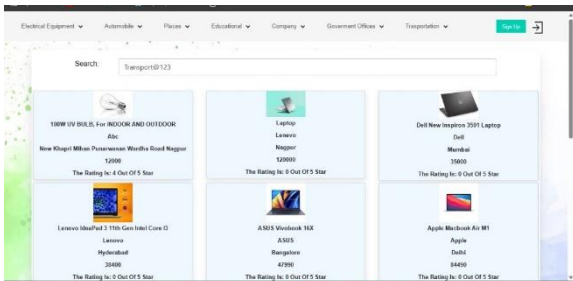 Electrical Equipment Automobile Places Educational Company Goverment Offices Trasportation Sign Up
Search: Transport@123
100W UV BULB, For INDOOR AND OUTDOOR
Abc
New Khapri Mihan Punarwasan Wardha Road Nagpur
12000
The Rating Is: 4 Out Of 5 Star
Laptop
Lenovo
Nagpur
120000
The Rating Is: 0 Out Of 5 Star
Dell New Inspiron 3501 Laptop
Dell
Mumbai
35000
The Rating Is: 0 Out Of 5 Star
Lenovo IdeaPad 3 11th Gen Intel Core I3
Lenovo
Hyderabad
38400
The Rating Is: 0 Out Of 5 Star
ASUS Vivobook 16X
ASUS
Bangalore
47990
The Rating Is: 0 Out Of 5 Star
Apple Macbook Air M1
Apple
Delhi
84490
The Rating Is: 0 Out Of 5 Star